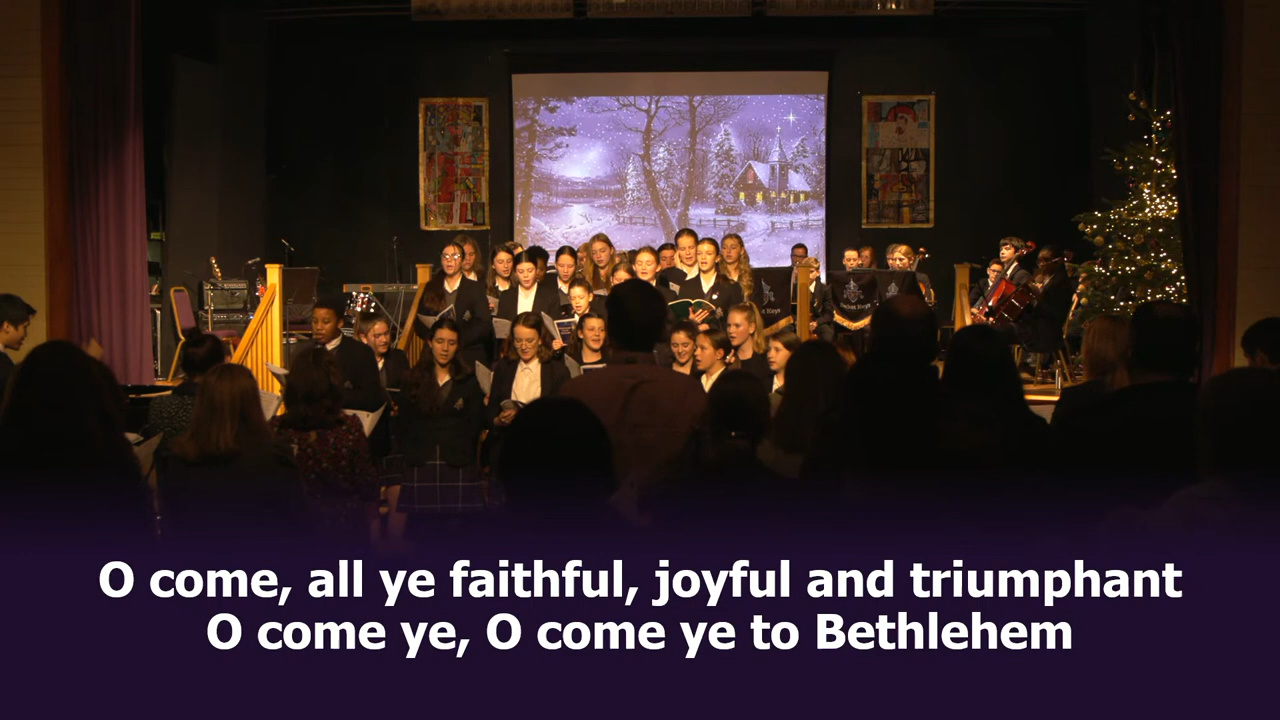 O come, all ye faithful, joyful and triumphant
O come ye, O come ye to Bethlehem